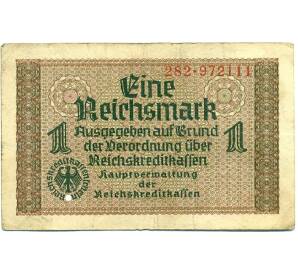 282·972111
Eine
Reichsmark
1 Ausgegeben auf Grund 1
der Verordnung über
Reichskreditkassen
Hauptverwaltung
der
Reichskreditkassen